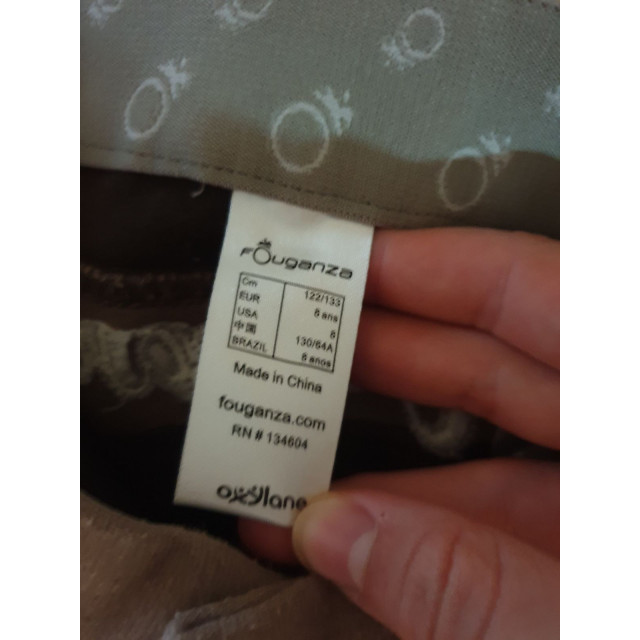 Fouganza
Cm 122/133
EUR 8 ans
USA 8
中国 130/64A
BRAZIL 8 anos
Made in China
fouganza.com
RN # 134604
oxylane